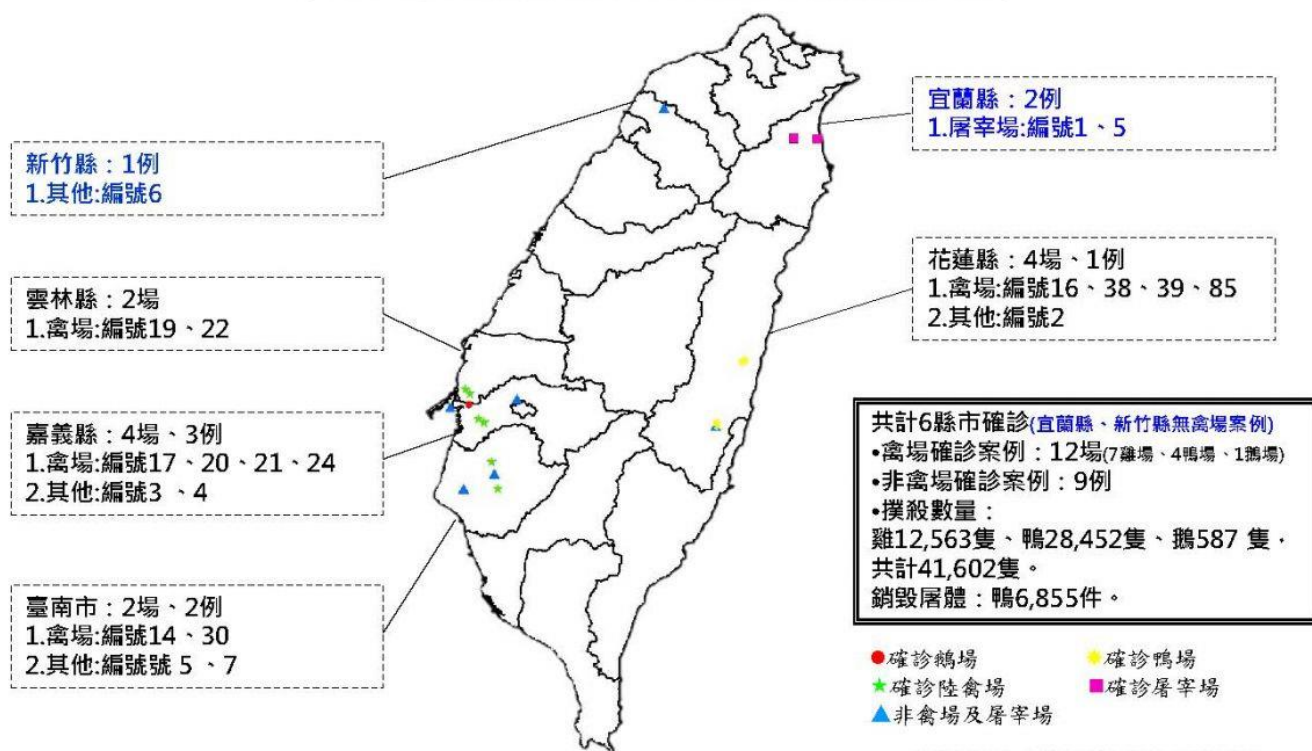 宜蘭縣：2例
1.屠宰場:編號1、5
新竹縣：1例
1.其他:編號6
花蓮縣：4場、1例
1.禽場:編號16、38、39、85
2.其他:編號2
雲林縣：2場
1.禽場:編號19、22
嘉義縣：4場、3例
1.禽場:編號17、20、21、24
2.其他:編號3 、4
臺南市：2場、2例
1.禽場:編號14、30
2.其他:編號號 5 、7
共計6縣市確診(宜蘭縣、新竹縣無禽場案例)
•禽場確診案例：12場(7雞場、4鴨場、1鵝場)
•非禽場確診案例：9例
•撲殺數量：
雞12,563隻、鴨28,452隻、鵝587 隻，
共計41,602隻。
銷毀屠體：鴨6,855件。
確診鵝場
確診鴨場
確診陸禽場
確診屠宰場
非禽場及屠宰場